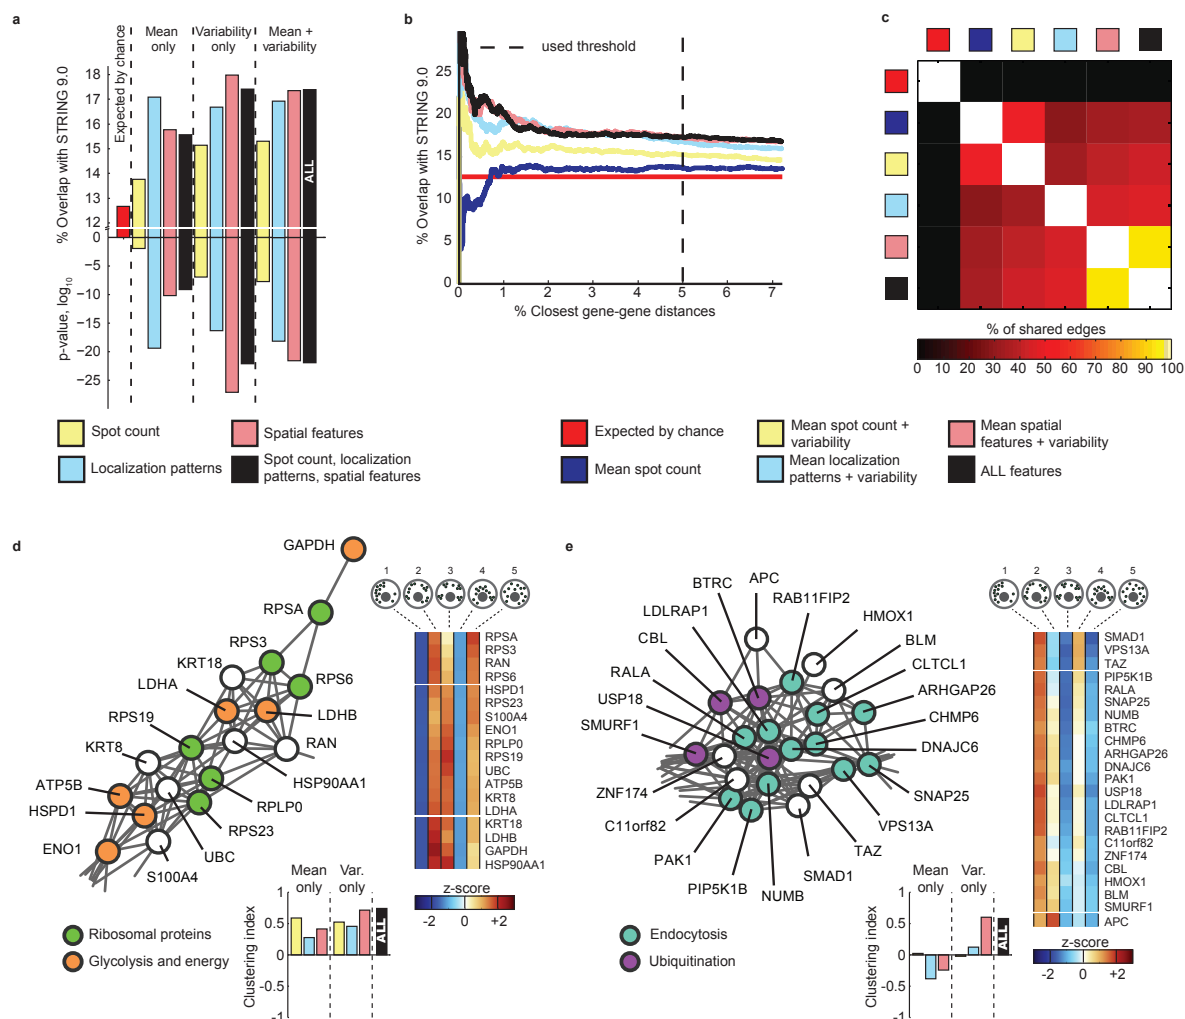 a
Expected by chance
Mean
only
Variability
only
Mean +
variability
% Overlap with STRING 9.0
18
17
16
15
14
13
12
0
−5
−10
−15
−20
−25
p-value, log10
ALL
Spot count
Localization patterns
Spatial features
Spot count, localization
patterns, spatial features
b
used threshold
% Overlap with STRING 9.0
25
20
15
10
5
0
0 1 2 3 4 5 6 7
% Closest gene-gene distances
c
% of shared edges
0 10 20 30 40 50 60 70 80 90 100
Expected by chance
Mean spot count
Mean spot count +
variability
Mean localization
patterns + variability
Mean spatial
features + variability
ALL features
d
GAPDH
RPSA
RPS3
KRT18
RPS6
LDHA
LDHB
RPS19
RAN
KRT8
HSP90AA1
ATP5B
HSPD1
RPLP0
RPS23
ENO1
UBC
S100A4
Ribosomal proteins
Glycolysis and energy
1 2 3 4 5
RPSA
RPS3
RAN
RPS6
HSPD1
RPS23
S100A4
ENO1
RPLP0
RPS19
UBC
ATP5B
KRT8
LDHA
KRT18
LDHB
GAPDH
HSP90AA1
z-score
-2 0 +2
Mean
only
Var.
only
Clustering index
1
0.5
0
-0.5
-1
ALL
e
APC
BTRC
RAB11FIP2
LDLRAP1
HMOX1
CBL
BLM
RALA
CLTCL1
USP18
ARHGAP26
SMURF1
CHMP6
DNAJC6
ZNF174
SNAP25
C11orf82
VPS13A
PAK1
TAZ
PIP5K1B
SMAD1
NUMB
Endocytosis
Ubiquitination
1 2 3 4 5
SMAD1
VPS13A
TAZ
PIP5K1B
RALA
SNAP25
NUMB
BTRC
CHMP6
ARHGAP26
DNAJC6
PAK1
USP18
LDLRAP1
CLTCL1
RAB11FIP2
C11orf82
ZNF174
CBL
HMOX1
BLM
SMURF1
APC
z-score
-2 0 +2
Mean
only
Var.
only
Clustering index
1
0.5
0
-0.5
-1
ALL